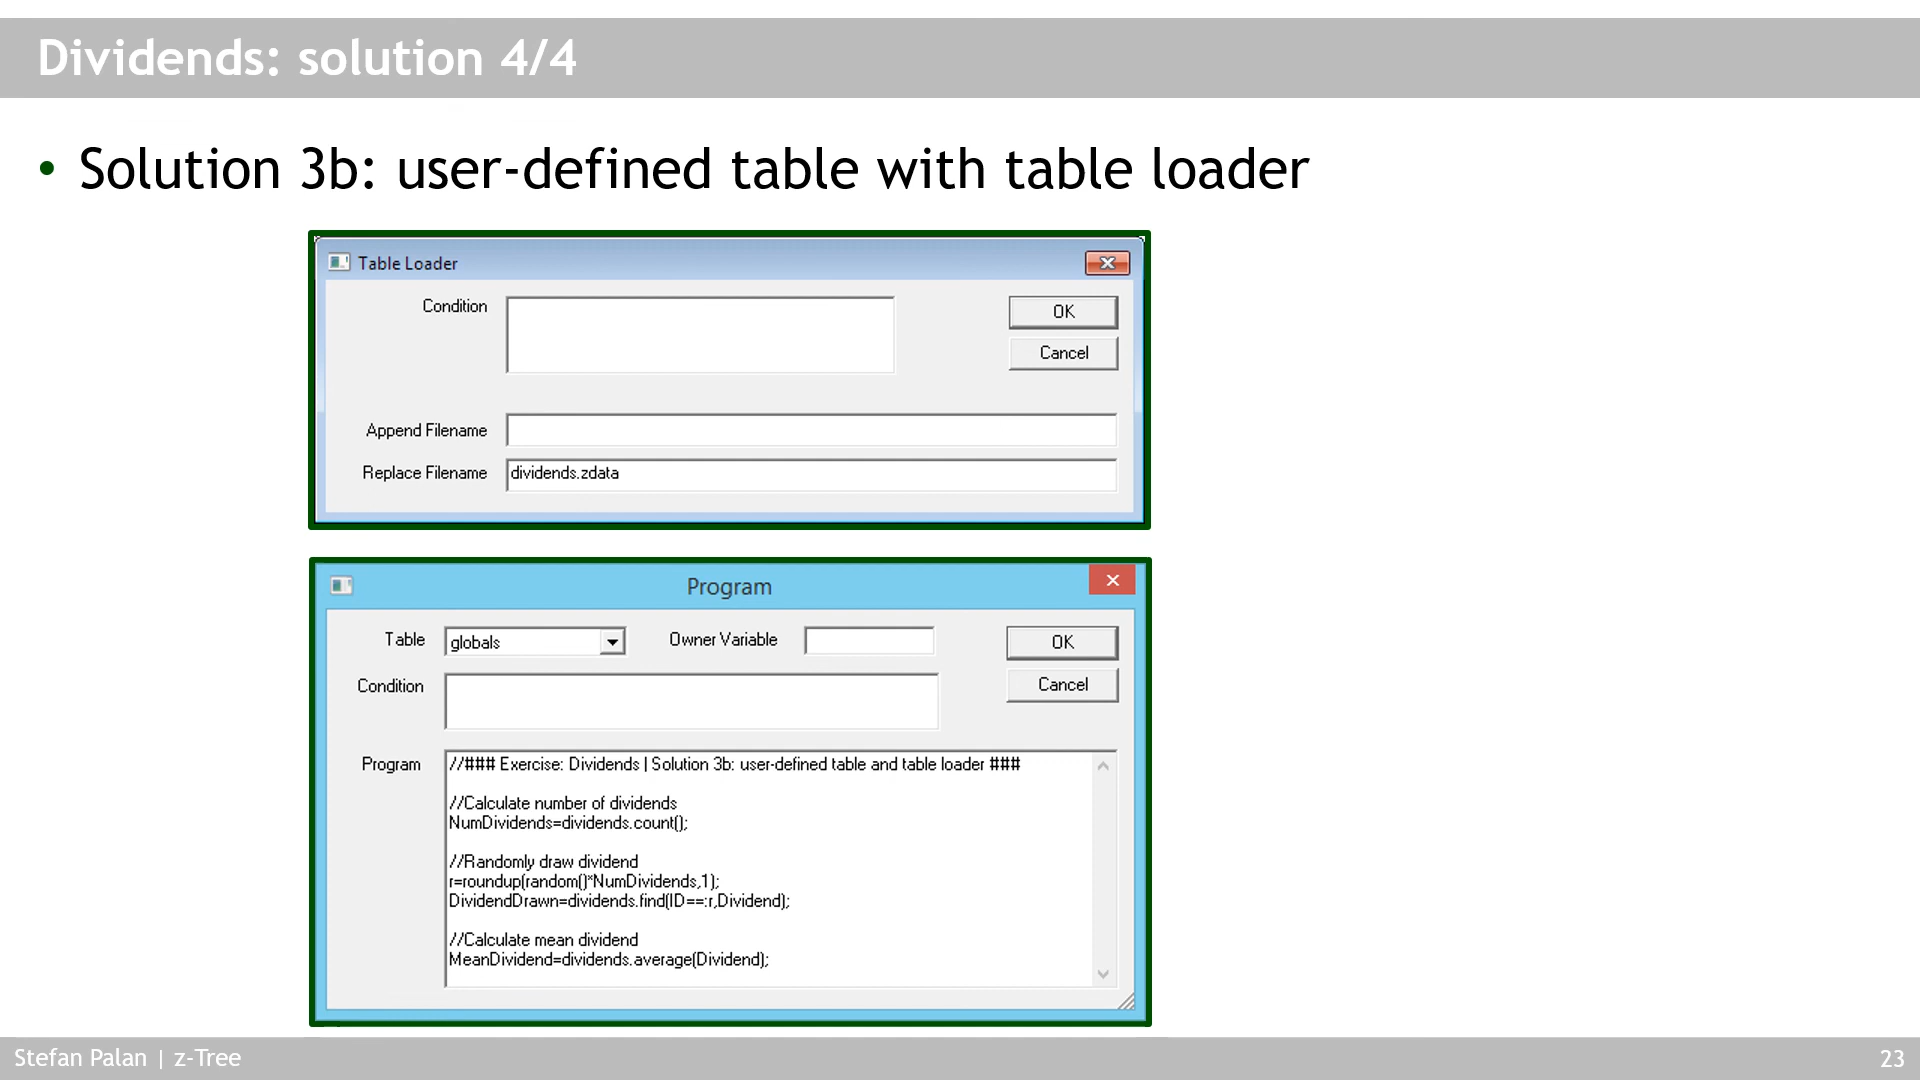 Dividends: solution 4/4
• Solution 3b: user-defined table with table loader
Table Loader
Condition
OK
Cancel
Append Filename
Replace Filename dividends.zdata
Program
Table globals Owner Variable OK
Condition Cancel
Program
//### Exercise: Dividends | Solution 3b: user-defined table and table loader ###
//Calculate number of dividends
NumDividends=dividends.count();
//Randomly draw dividend
r=roundup(random()*NumDividends,1);
DividendDrawn=dividends.find(ID==:r,Dividend);
//Calculate mean dividend
MeanDividend=dividends.average(Dividend);
Stefan Palan | z-Tree 23